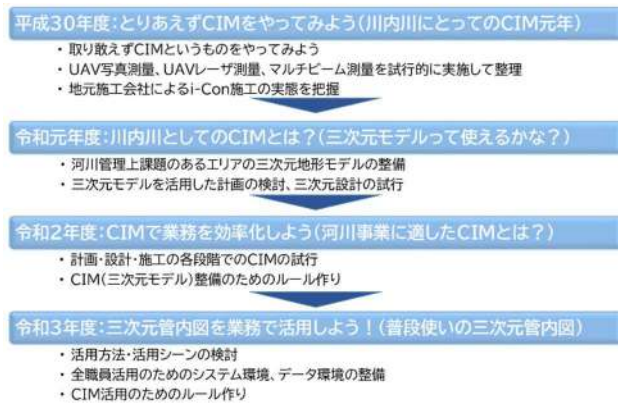 平成30年度：とりあえずCIMをやってみよう（川内川にとってのCIM元年）
・ 取り敢えずCIMというものをやってみよう
・ UAV写真測量、UAVレーザ測量、マルチビーム測量を試行的に実施して整理
・ 地元施工会社によるi-Con施工の実態を把握
令和元年度：川内川としてのCIMとは？（三次元モデルって使えるかな？）
・ 河川管理上課題のあるエリアの三次元地形モデルの整備
・ 三次元モデルを活用した計画の検討、三次元設計の試行
令和2年度：CIMで業務を効率化しよう（河川事業に適したCIMとは？）
・ 計画・設計・施工の各段階でのCIMの試行
・ CIM（三次元モデル）整備のためのルール作り
令和3年度：三次元管内図を業務で活用しよう！（普段使いの三次元管内図）
・ 活用方法・活用シーンの検討
・ 全職員活用のためのシステム環境、データ環境の整備
・ CIM活用のためのルール作り